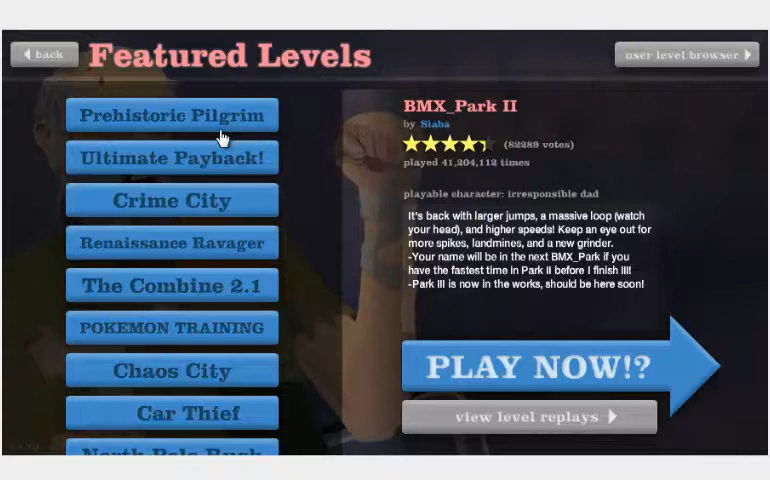 back
Featured Levels
user level browser
Prehistoric Pilgrim
Ultimate Payback!
Crime City
Renaissance Ravager
The Combine 2.1
POKEMON TRAINING
Chaos City
Car Thief
BMX_Park II
by Siaba
(82289 votes)
played 41,204,112 times
playable character: irresponsible dad
It's back with larger jumps, a massive loop (watch
your head), and higher speeds! Keep an eye out for
more spikes, landmines, and a new grinder.
-Your name will be in the next BMX_Park if you
have the fastest time in Park II before I finish III!
-Park III is now in the works, should be here soon!
PLAY NOW!?
view level replays